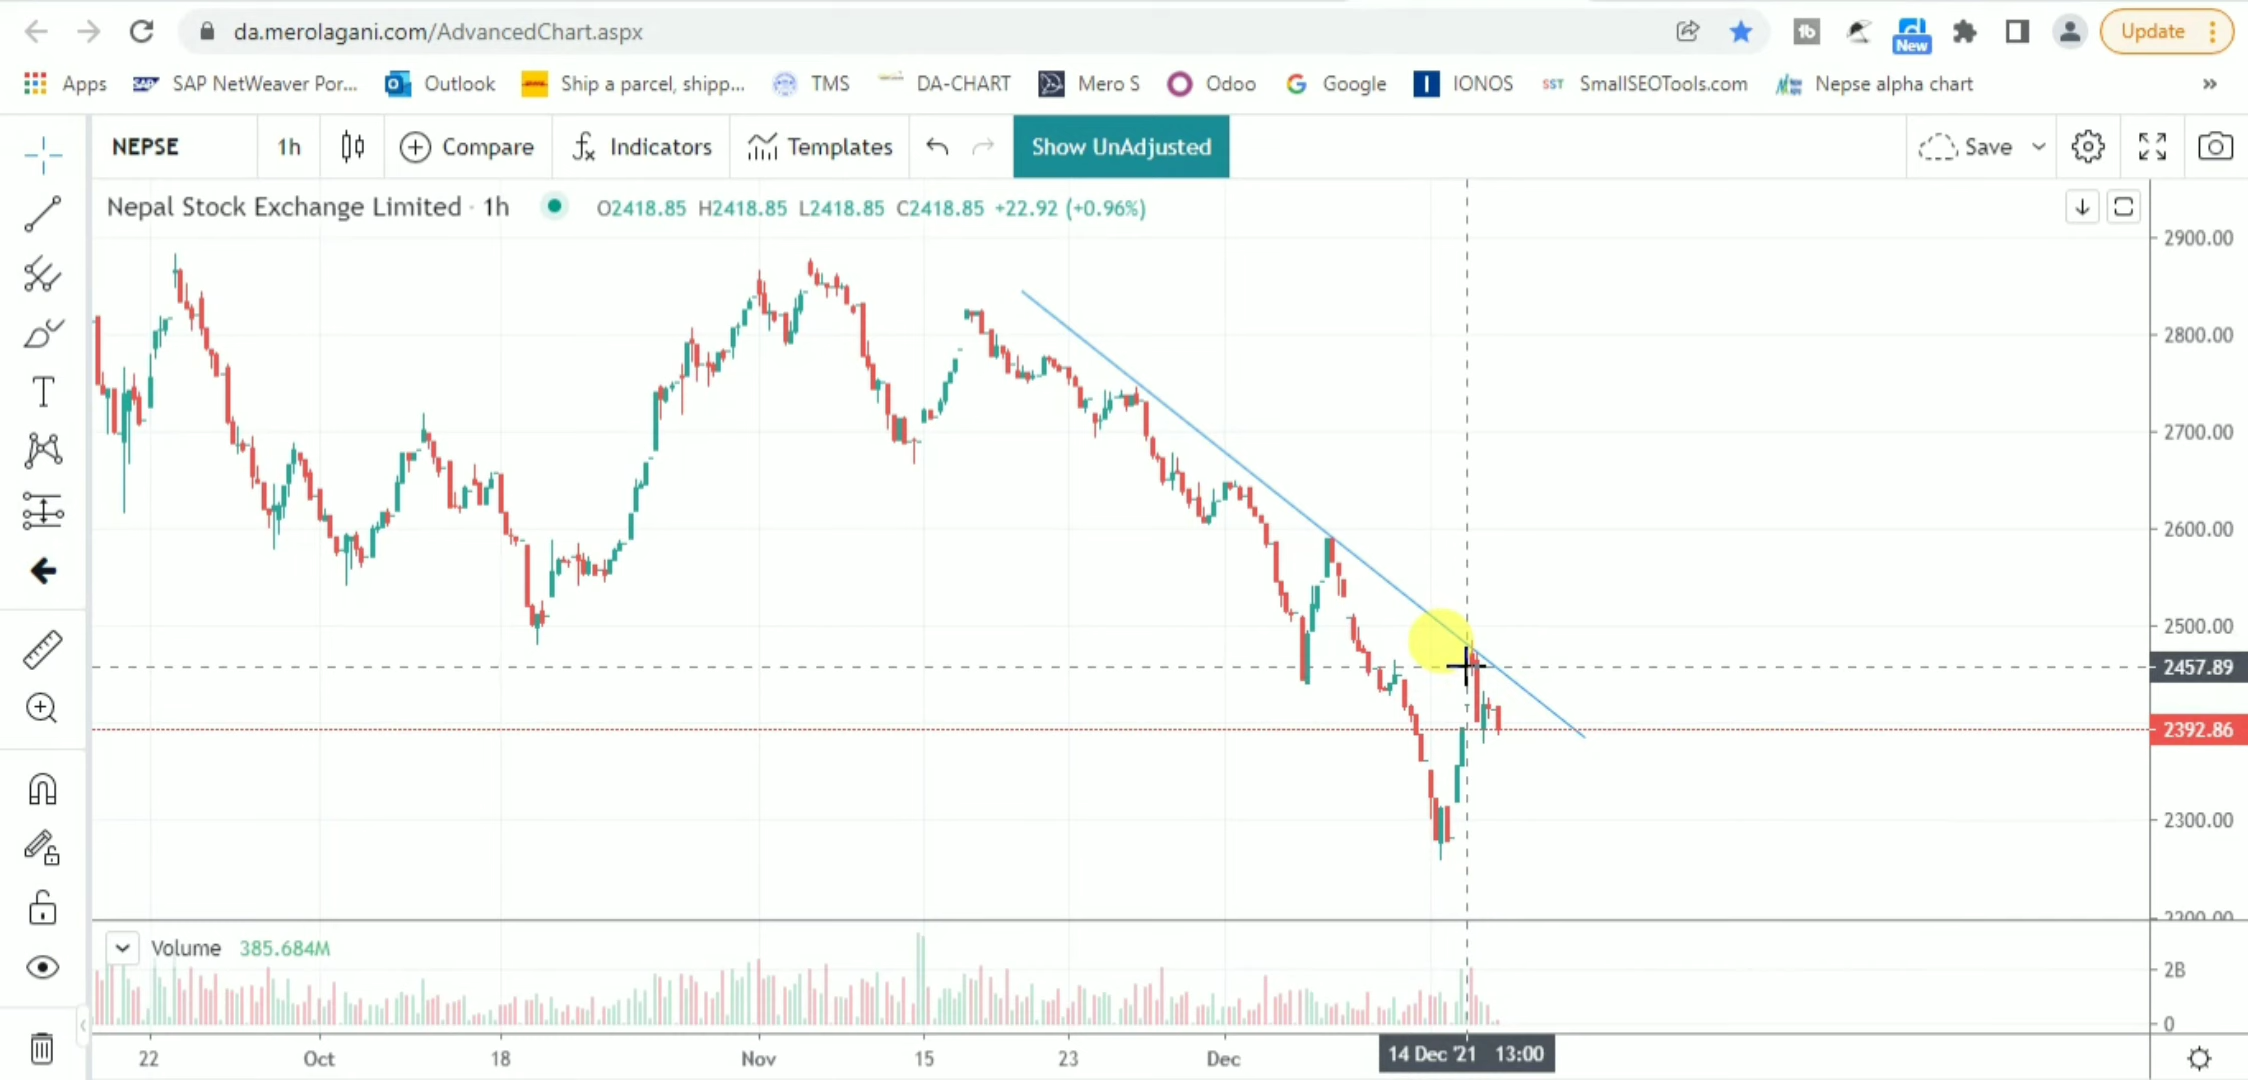 da.merolagani.com/AdvancedChart.aspx
New
Update
Apps
SAP NetWeaver Por...
Outlook
Ship a parcel, shipp...
TMS
DA-CHART
Mero S
Odoo
Google
IONOS
SST SmallSEOTools.com
Nepse alpha chart
»
NEPSE
1h
Compare
Indicators
Templates
Show UnAdjusted
Save
Nepal Stock Exchange Limited · 1h
O2418.85 H2418.85 L2418.85 C2418.85 +22.92 (+0.96%)
2900.00
2800.00
2700.00
2600.00
2500.00
2457.89
2392.86
2300.00
2200.00
Volume 385.684M
2B
0
22
Oct
18
Nov
15
23
Dec
14 Dec '21 13:00